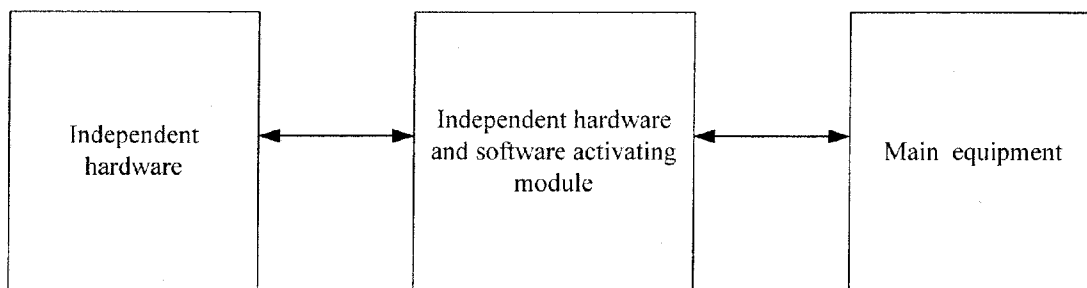 Independent
hardware
Independent hardware
and software activating
module
Main equipment